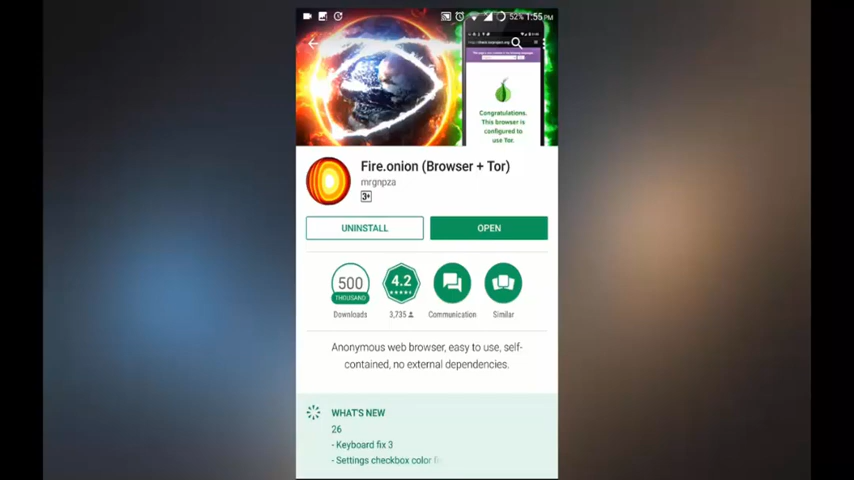 52% 1:55 PM
Congratulations.
This browser is
configured to
use Tor.
Fire.onion (Browser + Tor)
mrgnpza
3+
UNINSTALL
OPEN
500
THOUSAND
4.2
Downloads
3,735
Communication
Similar
Anonymous web browser, easy to use, self-
contained, no external dependencies.
WHAT'S NEW
26
- Keyboard fix 3
- Settings checkbox color